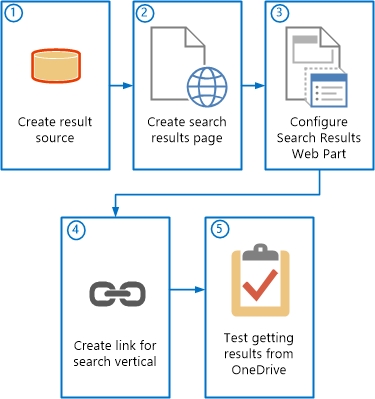 1
Create result
source
2
Create search
results page
3
Configure
Search Results
Web Part
4
Create link for
search vertical
5
Test getting
results from
OneDrive